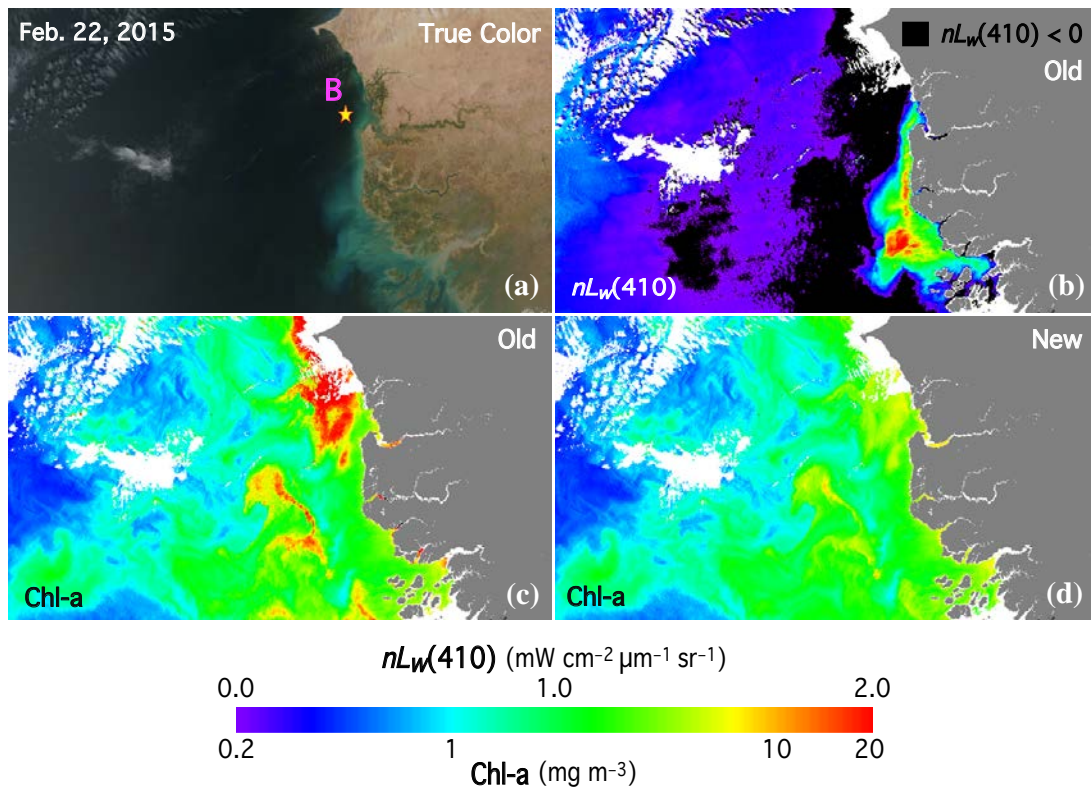 Feb. 22, 2015
True Color
B
(a)
nLw(410) < 0
Old
nLw(410)
(b)
Old
Chl-a
(c)
New
Chl-a
(d)
nLw(410) (mW cm⁻² μm⁻¹ sr⁻¹)
0.0 1.0 2.0
0.2 1 10 20
Chl-a (mg m⁻³)